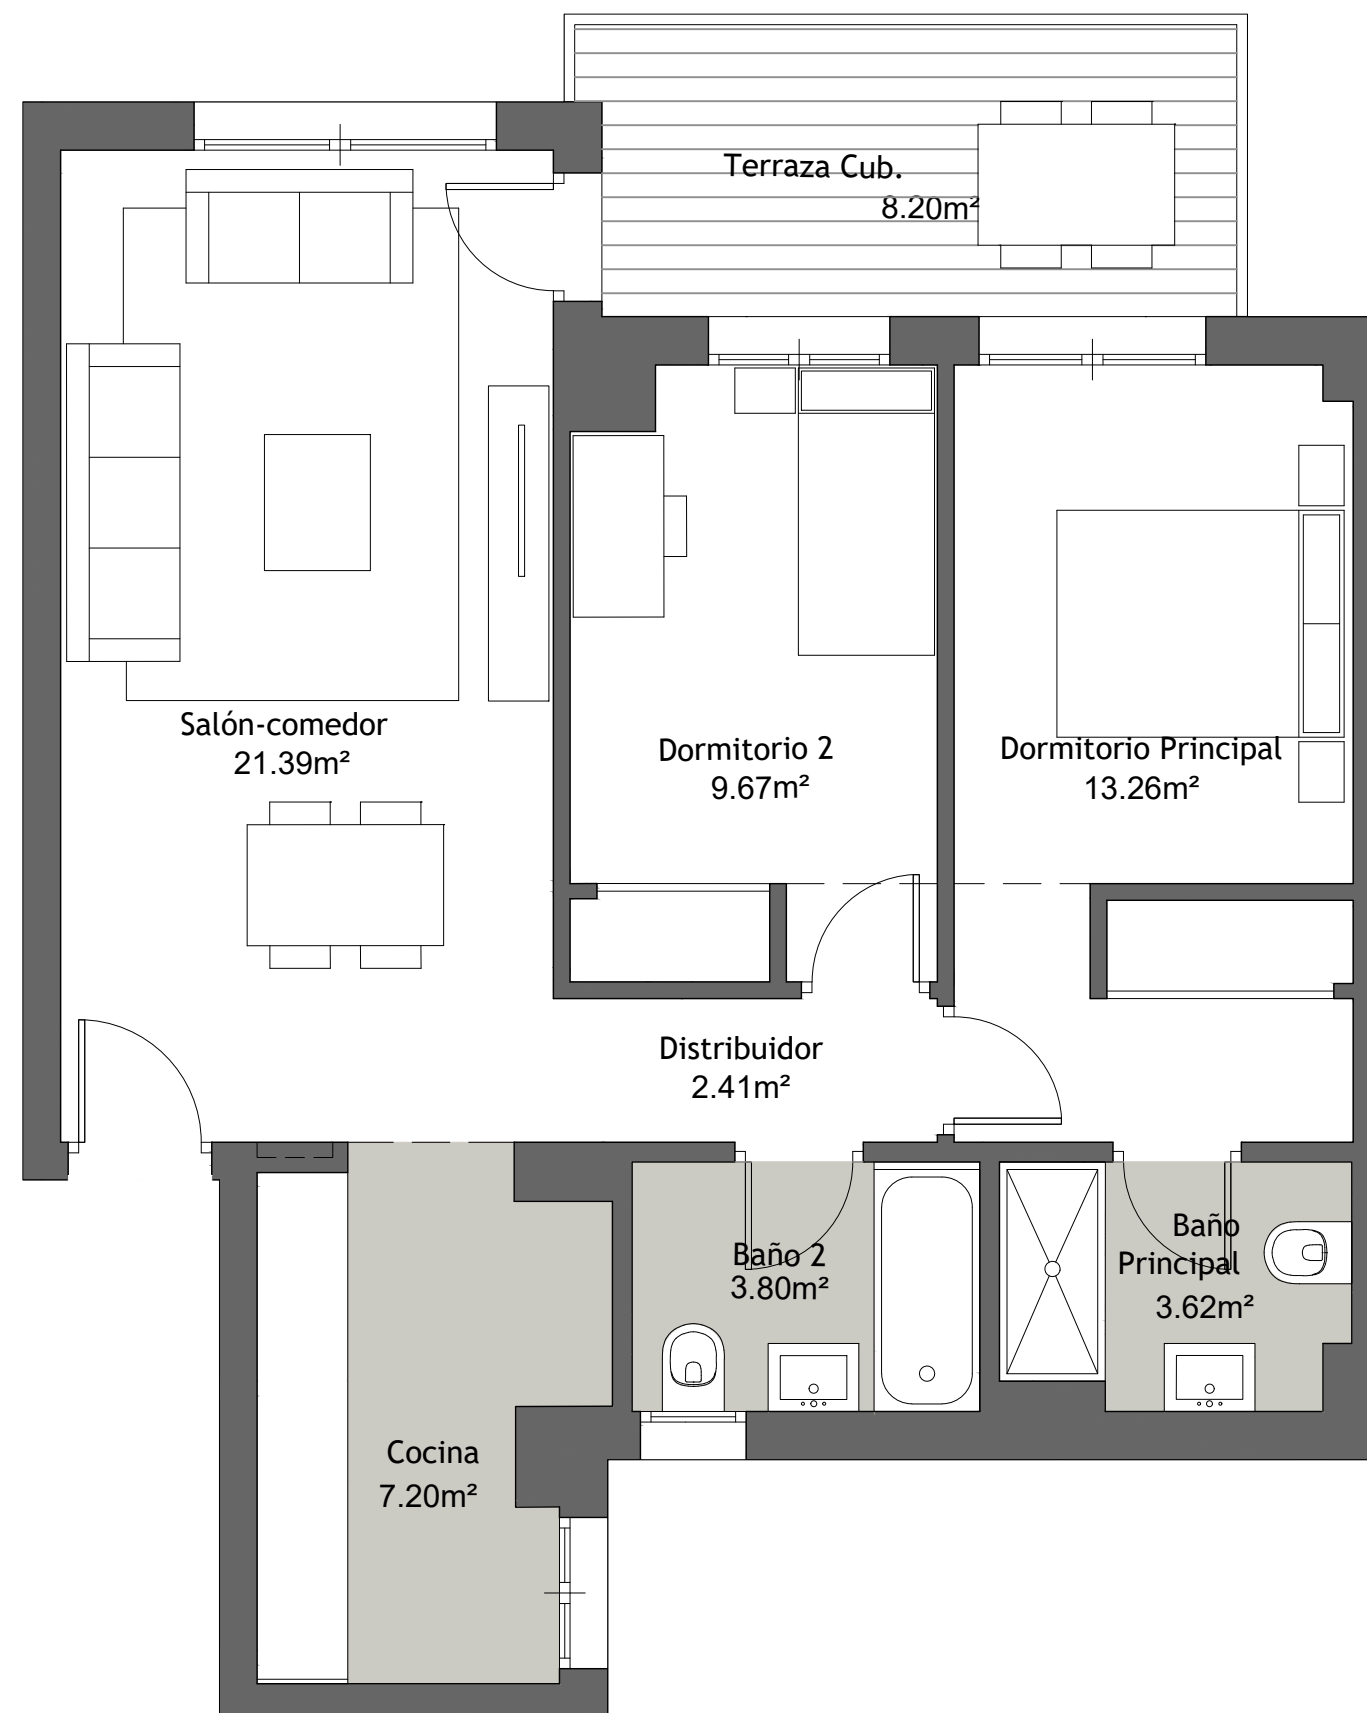 Terraza Cub.
8.20m²
Salón-comedor
21.39m²
Dormitorio 2
9.67m²
Dormitorio Principal
13.26m²
Distribuidor
2.41m²
Baño 2
3.80m²
Baño
Principal
3.62m²
Cocina
7.20m²